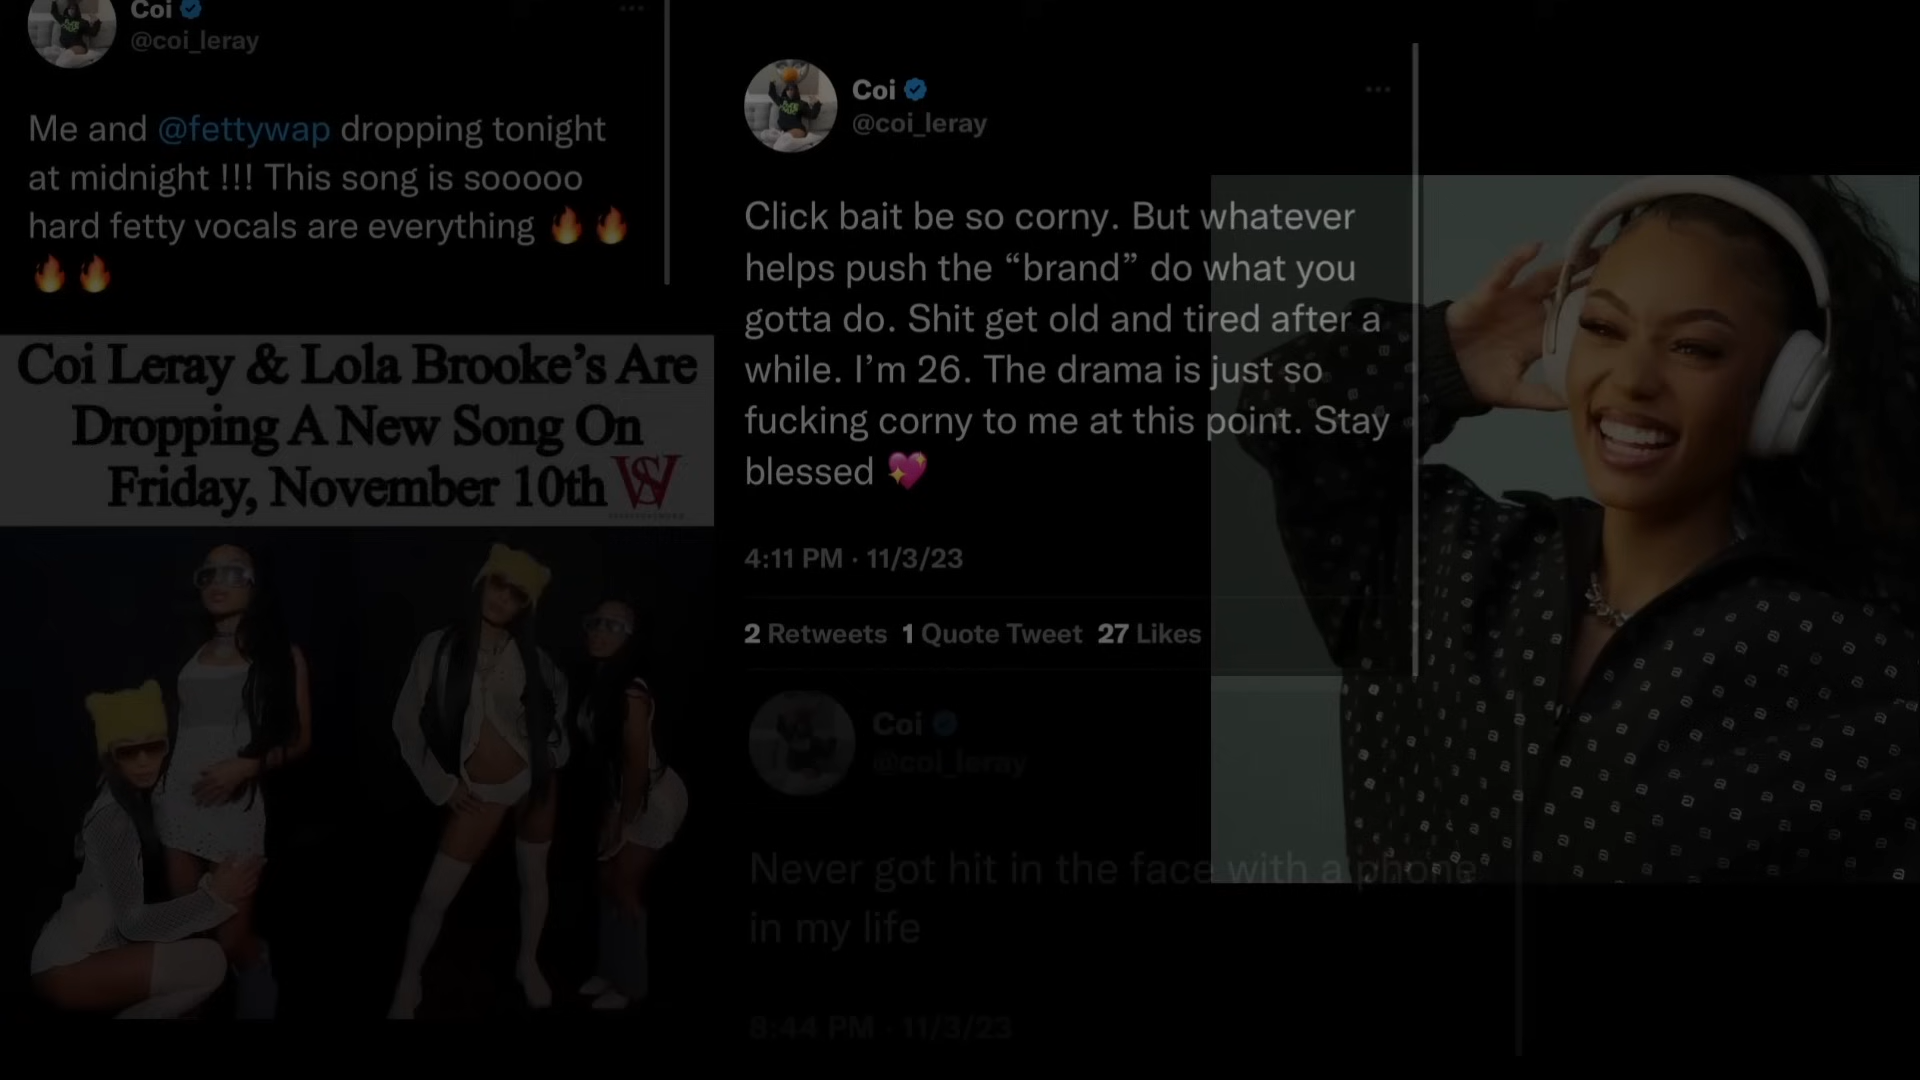 Coi
@coi_leray
Me and @fettywap dropping tonight
at midnight !!! This song is sooooo
hard fetty vocals are everything 🔥🔥
🔥🔥
Coi Leray & Lola Brooke’s Are
Dropping A New Song On
Friday, November 10th
Coi
@coi_leray
Click bait be so corny. But whatever
helps push the “brand” do what you
gotta do. Shit get old and tired after a
while. I’m 26. The drama is just so
fucking corny to me at this point. Stay
blessed 💖
4:11 PM · 11/3/23
2 Retweets 1 Quote Tweet 27 Likes
Coi
@coi_leray
Never got hit in the face with a phone
in my life
8:44 PM · 11/3/23